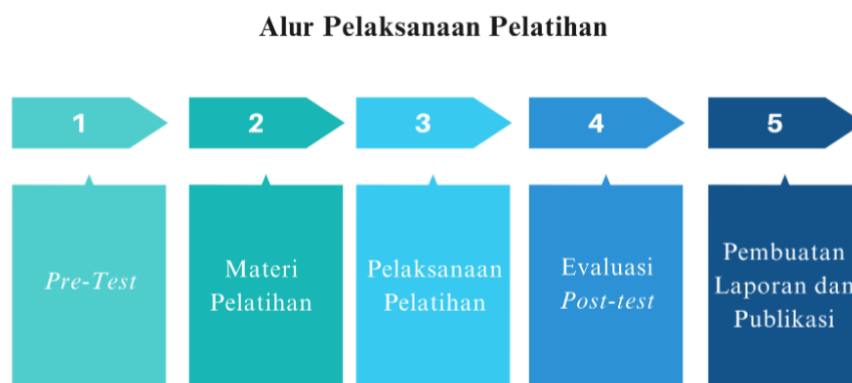 Alur Pelaksanaan Pelatihan
1
2
3
4
5
Pre-Test
Materi
Pelatihan
Pelaksanaan
Pelatihan
Evaluasi
Post-test
Pembuatan
Laporan dan
Publikasi